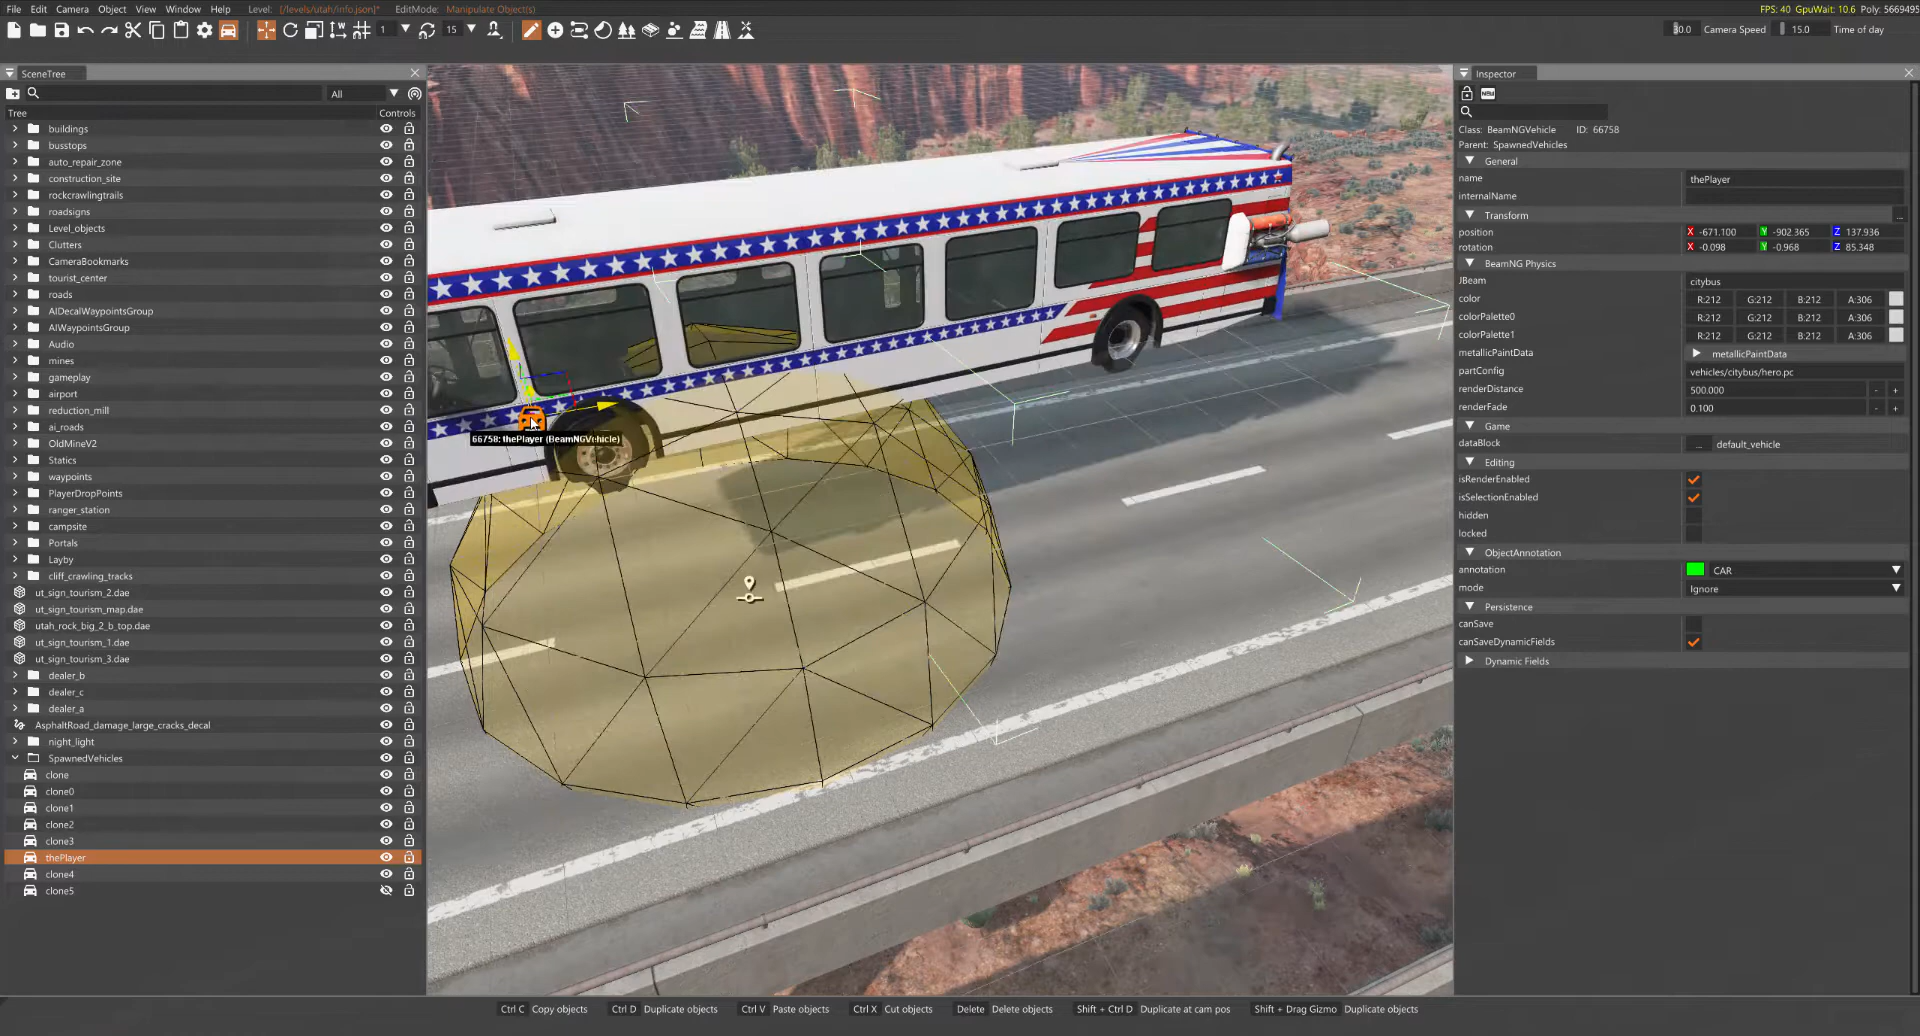 File Edit Camera Object View Window Help Level: [/levels/utah/info.json]* EditMode: Manipulate Object(s)
FPS: 40 GpuWait: 10.6 Poly: 5669495
1 15
30.0 Camera Speed 15.0 Time of day
SceneTree
All
Tree Controls
buildings
busstops
auto_repair_zone
construction_site
rockcrawlingtrails
roadsigns
Level_objects
Clutters
CameraBookmarks
tourist_center
roads
AIDecalWaypointsGroup
AIWaypointsGroup
Audio
mines
gameplay
airport
reduction_mill
ai_roads
OldMineV2
Statics
waypoints
PlayerDropPoints
ranger_station
campsite
Portals
Layby
cliff_crawling_tracks
ut_sign_tourism_2.dae
ut_sign_tourism_map.dae
utah_rock_big_2_b_top.dae
ut_sign_tourism_1.dae
ut_sign_tourism_3.dae
dealer_b
dealer_c
dealer_a
AsphaltRoad_damage_large_cracks_decal
night_light
SpawnedVehicles
clone
clone0
clone1
clone2
clone3
thePlayer
clone4
clone5
66758: thePlayer (BeamNGVehicle)
Inspector
Class: BeamNGVehicle ID: 66758
Parent: SpawnedVehicles
General
name thePlayer
internalName
Transform ...
position X -671.100 Y -902.365 Z 137.936
rotation X -0.098 Y -0.968 Z 85.348
BeamNG Physics
JBeam citybus
color R:212 G:212 B:212 A:306
colorPalette0 R:212 G:212 B:212 A:306
colorPalette1 R:212 G:212 B:212 A:306
metallicPaintData metallicPaintData
partConfig vehicles/citybus/hero.pc
renderDistance 500.000 - +
renderFade 0.100 - +
Game
dataBlock ... default_vehicle
Editing
isRenderEnabled
isSelectionEnabled
hidden
locked
ObjectAnnotation
annotation CAR
mode Ignore
Persistence
canSave
canSaveDynamicFields
Dynamic Fields
Ctrl C Copy objects Ctrl D Duplicate objects Ctrl V Paste objects Ctrl X Cut objects Delete Delete objects Shift + Ctrl D Duplicate at cam pos Shift + Drag Gizmo Duplicate objects